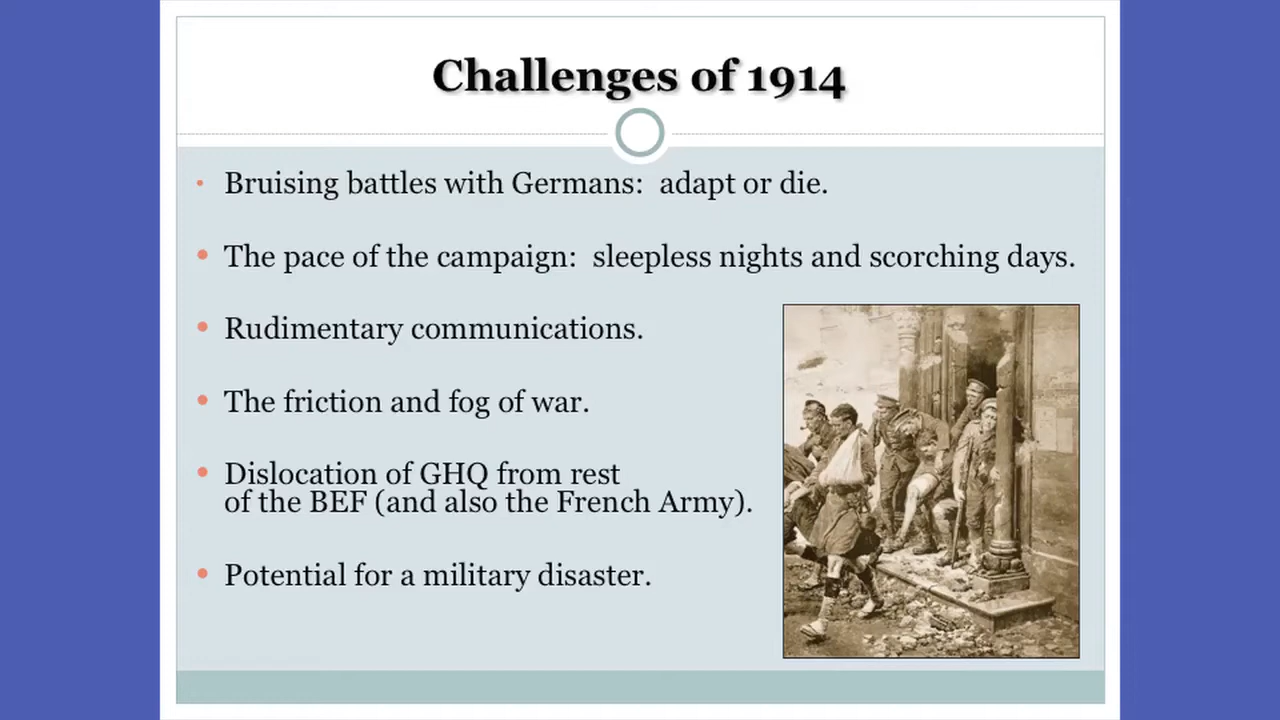 Challenges of 1914
• Bruising battles with Germans:  adapt or die.
• The pace of the campaign:  sleepless nights and scorching days.
• Rudimentary communications.
• The friction and fog of war.
• Dislocation of GHQ from rest
of the BEF (and also the French Army).
• Potential for a military disaster.